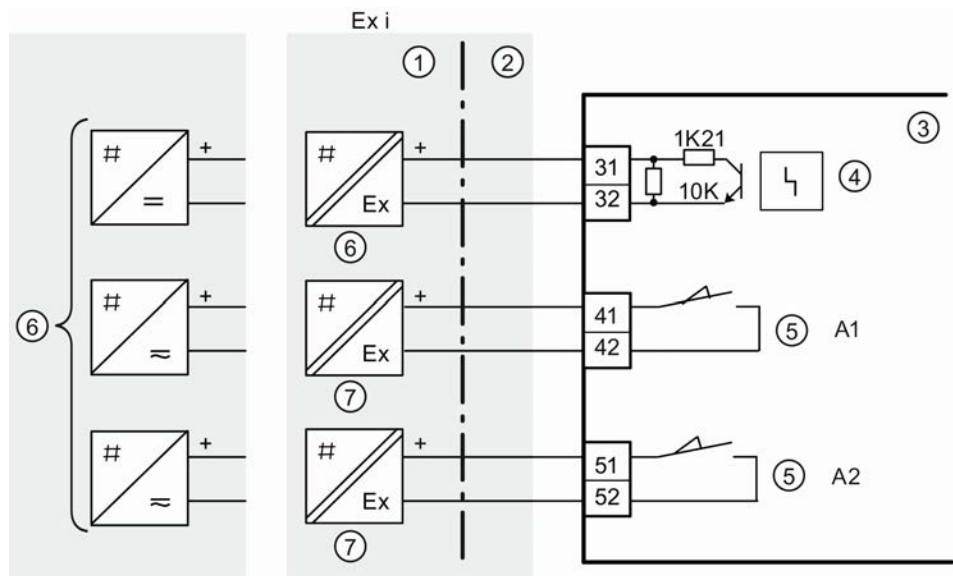 Ex i
① ②
③
# + # + 31 1K21
= Ex 32 10K ④
⑥
# + # + 41
⑥ ≂ Ex 42 ⑤ A1
⑦
# + # + 51
≂ Ex 52 ⑤ A2
⑦